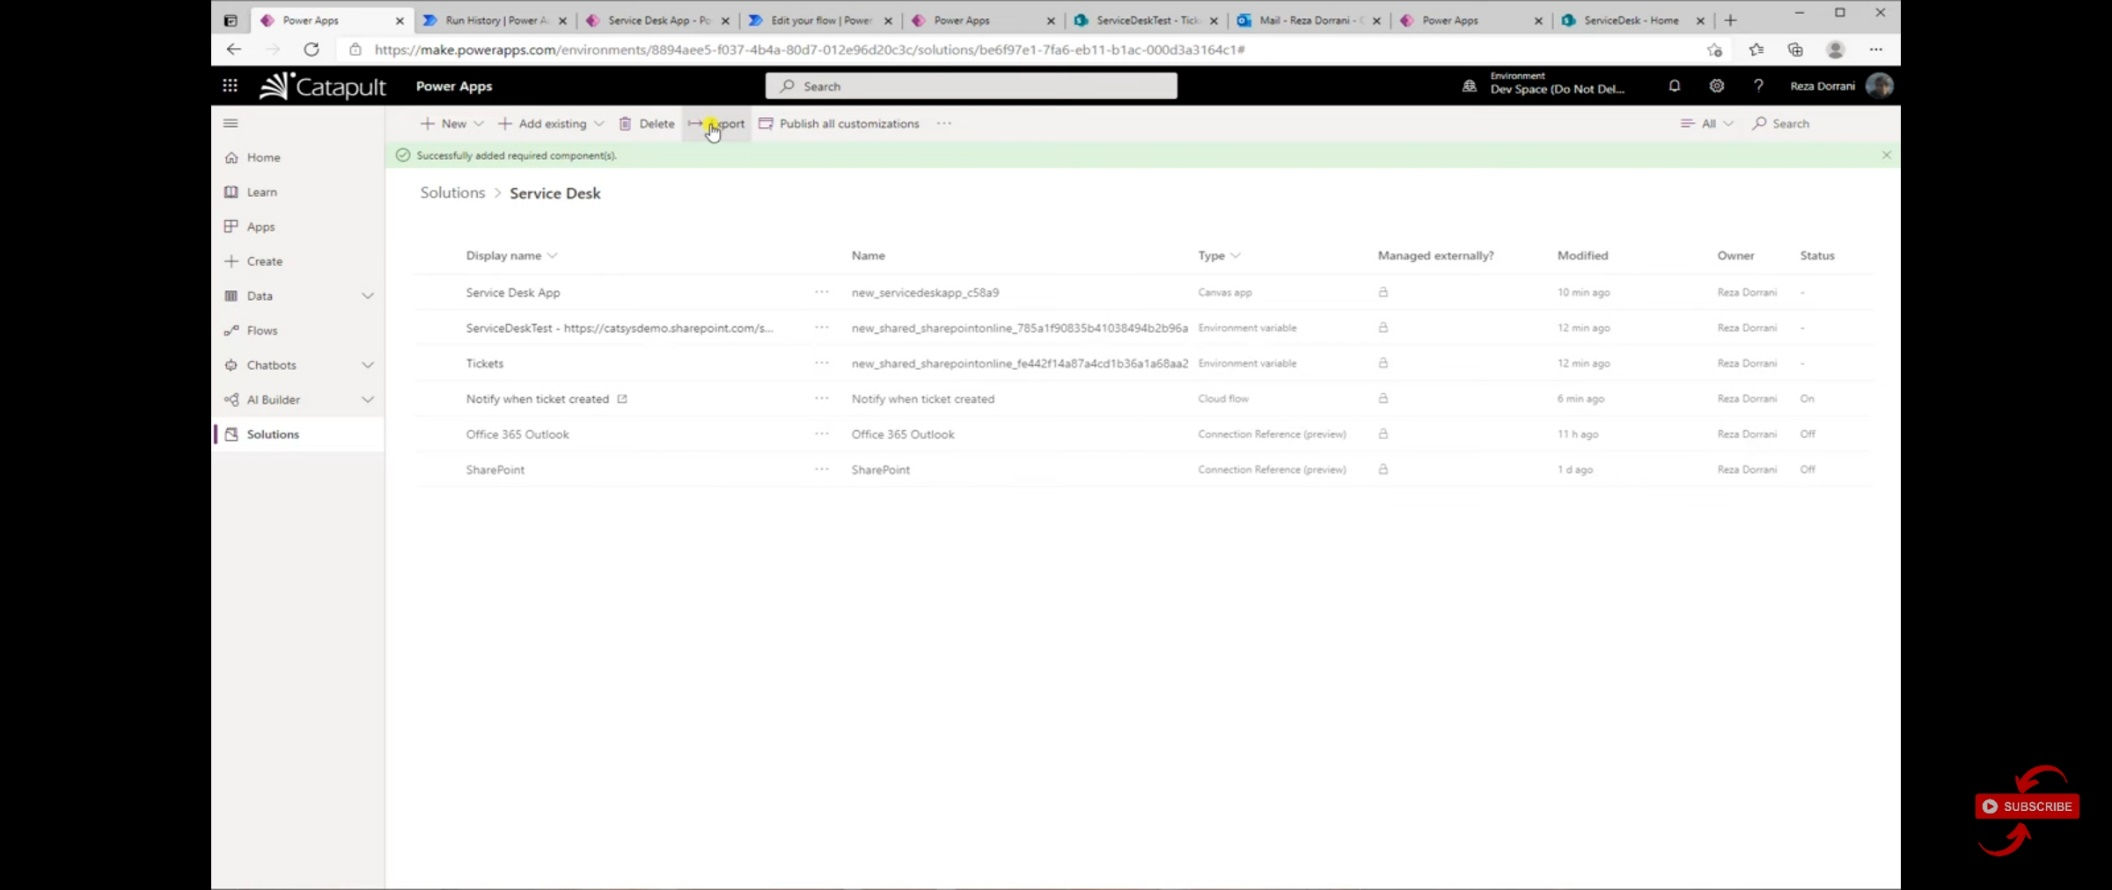 Power Apps
Run History | Power A
Service Desk App - Po
Edit your flow | Power
Power Apps
ServiceDeskTest - Tick
Mail - Reza Dorrani -
Power Apps
ServiceDesk - Home
https://make.powerapps.com/environments/8894aee5-f037-4b4a-80d7-012e96d20c3c/solutions/be6f97e1-7fa6-eb11-b1ac-000d3a3164c1#
Catapult
Power Apps
Search
Environment
Dev Space (Do Not Del...
Reza Dorrani
New
Add existing
Delete
Publish all customizations
All
Search
Successfully added required component(s).
Home
Learn
Apps
Create
Data
Flows
Chatbots
AI Builder
Solutions
Solutions > Service Desk
Display name Name Type Managed externally? Modified Owner Status
Service Desk App ... new_servicedeskapp_c58a9 Canvas app 10 min ago Reza Dorrani -
ServiceDeskTest - https://catsysdemo.sharepoint.com/s... ... new_shared_sharepointonline_785a1f90835b41038494b2b96a Environment variable 12 min ago Reza Dorrani -
Tickets ... new_shared_sharepointonline_fe442f14a87a4cd1b36a1a68aa2 Environment variable 12 min ago Reza Dorrani -
Notify when ticket created ... Notify when ticket created Cloud flow 6 min ago Reza Dorrani On
Office 365 Outlook ... Office 365 Outlook Connection Reference (preview) 11 h ago Reza Dorrani Off
SharePoint ... SharePoint Connection Reference (preview) 1 d ago Reza Dorrani Off
SUBSCRIBE